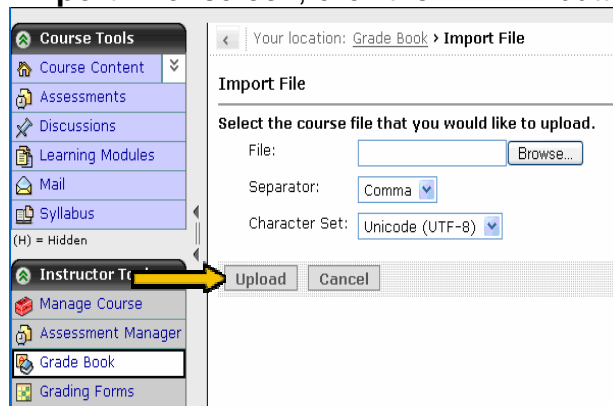 Course Tools
Course Content
Assessments
Discussions
Learning Modules
Mail
Syllabus
(H) = Hidden
Instructor
Manage Course
Assessment Manager
Grade Book
Grading Forms
Your location: Grade Book › Import File
Import File
Select the course file that you would like to upload.
File: Browse...
Separator: Comma
Character Set: Unicode (UTF-8)
Upload Cancel